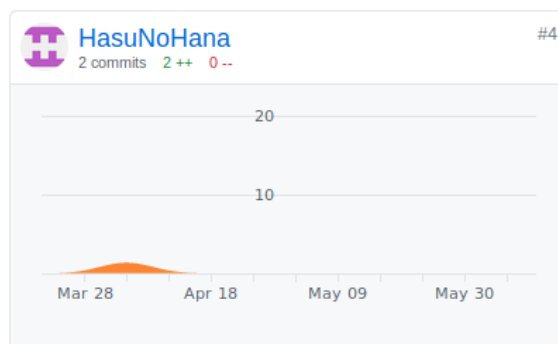 HasuNoHana
#4
2 commits 2 ++ 0 --
20
10
Mar 28 Apr 18 May 09 May 30